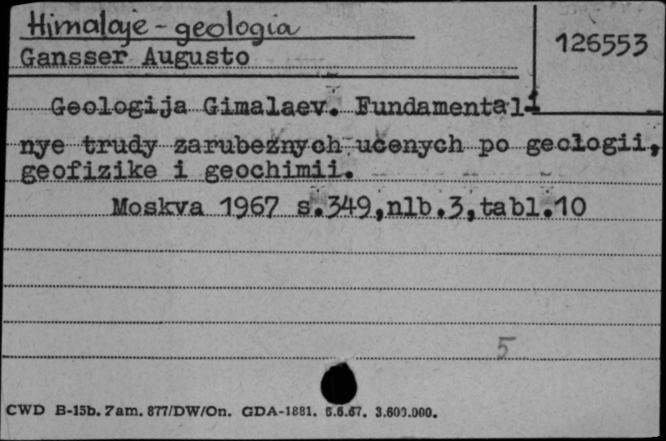 Himalaje - geologia
126553
Gansser Augusto
Geologija Gimalaev. Fundamental-
nye trudy zarubežnych učenych po geologii,
geofizike i geochimii.
Moskva 1967 s.349,nlb.3,tabl.10
5
CWD B-15b. Zam. 877/DW/On. GDA-1881. 6.6.67. 3.600.000.